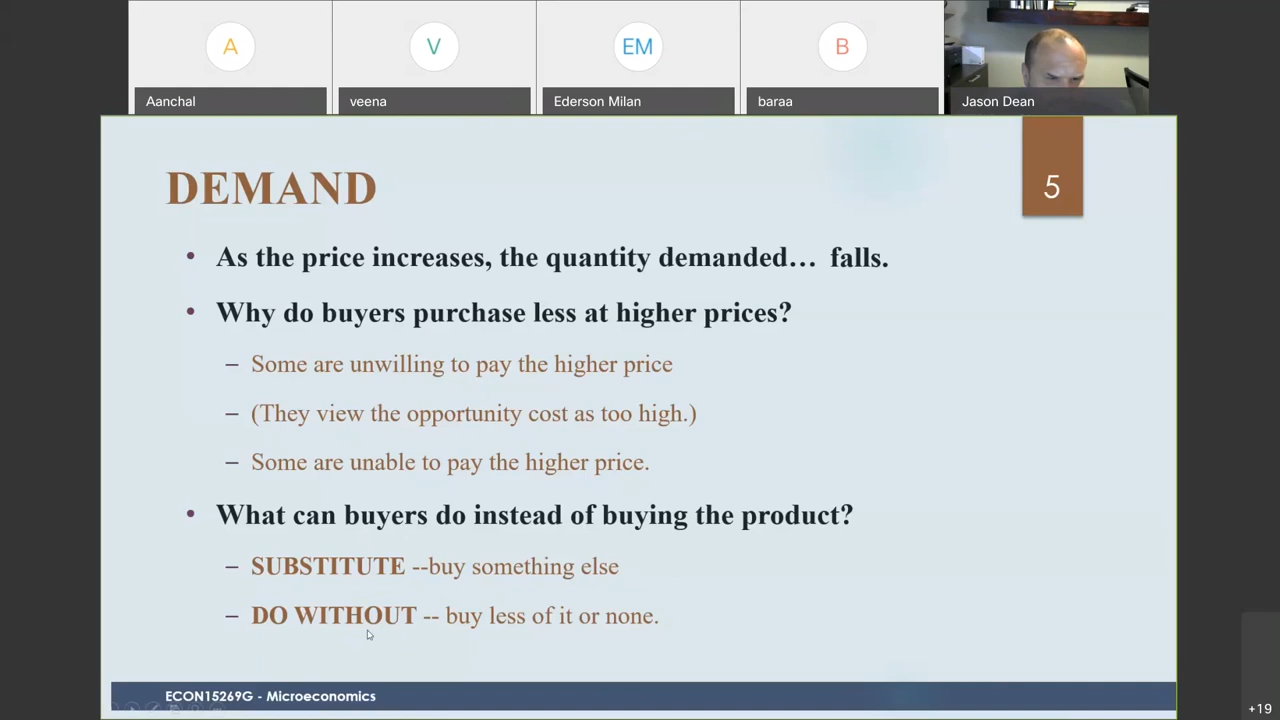 A
V
EM
B
Aanchal
veena
Ederson Milan
baraa
Jason Dean
5
DEMAND
• As the price increases, the quantity demanded… falls.
• Why do buyers purchase less at higher prices?
– Some are unwilling to pay the higher price
– (They view the opportunity cost as too high.)
– Some are unable to pay the higher price.
• What can buyers do instead of buying the product?
– SUBSTITUTE --buy something else
– DO WITHOUT -- buy less of it or none.
ECON15269G - Microeconomics
+19